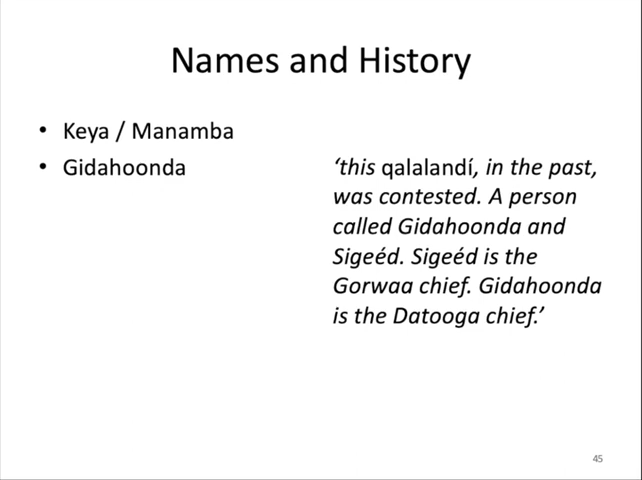 Names and History
• Keya / Manamba
• Gidahoonda
‘this qalalandí, in the past,
was contested. A person
called Gidahoonda and
Sigeéd. Sigeéd is the
Gorwaa chief. Gidahoonda
is the Datooga chief.’
45